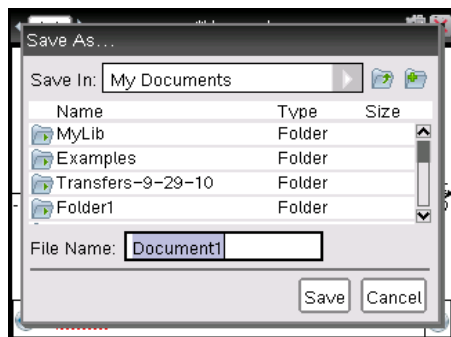 Save As...
Save In: My Documents
Name Type Size
MyLib Folder
Examples Folder
Transfers-9-29-10 Folder
Folder1 Folder
File Name: Document1
Save Cancel